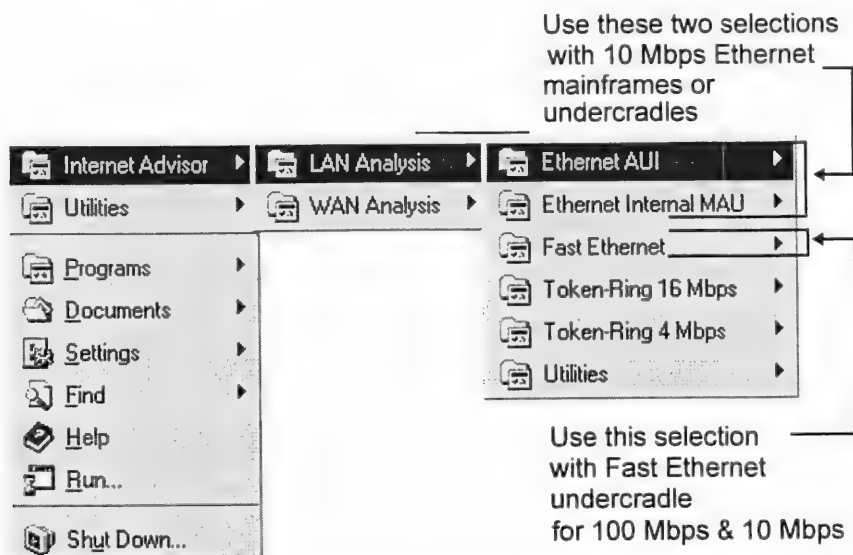 Use these two selections
with 10 Mbps Ethernet
mainframes or
undercradles
Internet Advisor
Utilities
Programs
Documents
Settings
Find
Help
Run...
Shut Down...
LAN Analysis
WAN Analysis
Ethernet AUI
Ethernet Internal MAU
Fast Ethernet
Token-Ring 16 Mbps
Token-Ring 4 Mbps
Utilities
Use this selection
with Fast Ethernet
undercradle
for 100 Mbps & 10 Mbps